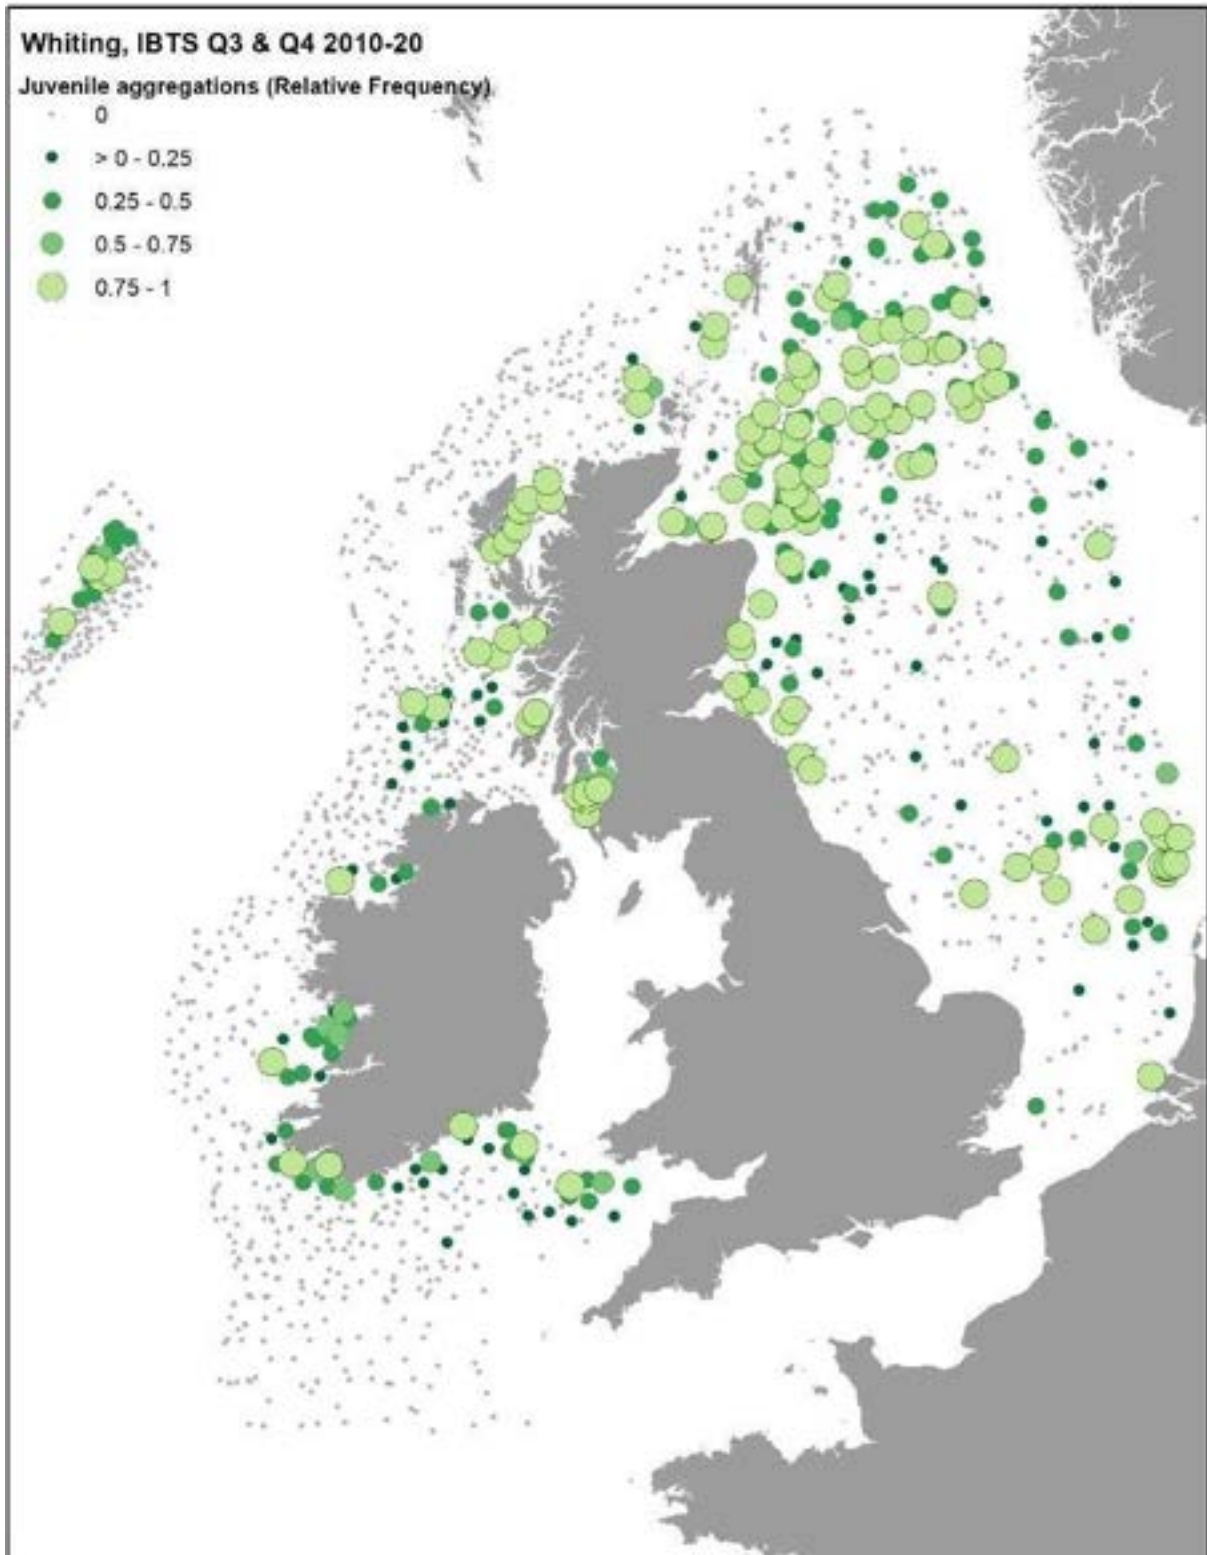 Whiting, IBTS Q3 & Q4 2010-20
Juvenile aggregations (Relative Frequency)
0
> 0 - 0.25
0.25 - 0.5
0.5 - 0.75
0.75 - 1